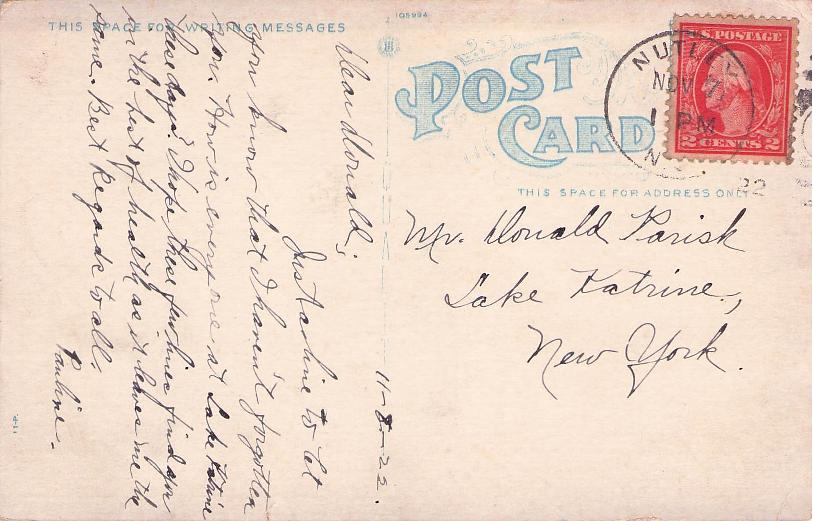 THIS SPACE FOR WRITING MESSAGES
105994
POST
CARD
THIS SPACE FOR ADDRESS ONLY
U.S. POSTAGE
2 CENTS 2
NUTLEY
NOV 7
1 PM
N.J.
22
11-8-22.
Dear Donald;
Just a line to let
you know that I haven't forgotten
you. How is everyone at Lake Katrine
these days? I hope these few lines find you
in the best of health as it leaves me the
same. Best Regards to all.
Pauline.
Mr. Donald Parish
Lake Katrine,
New York.